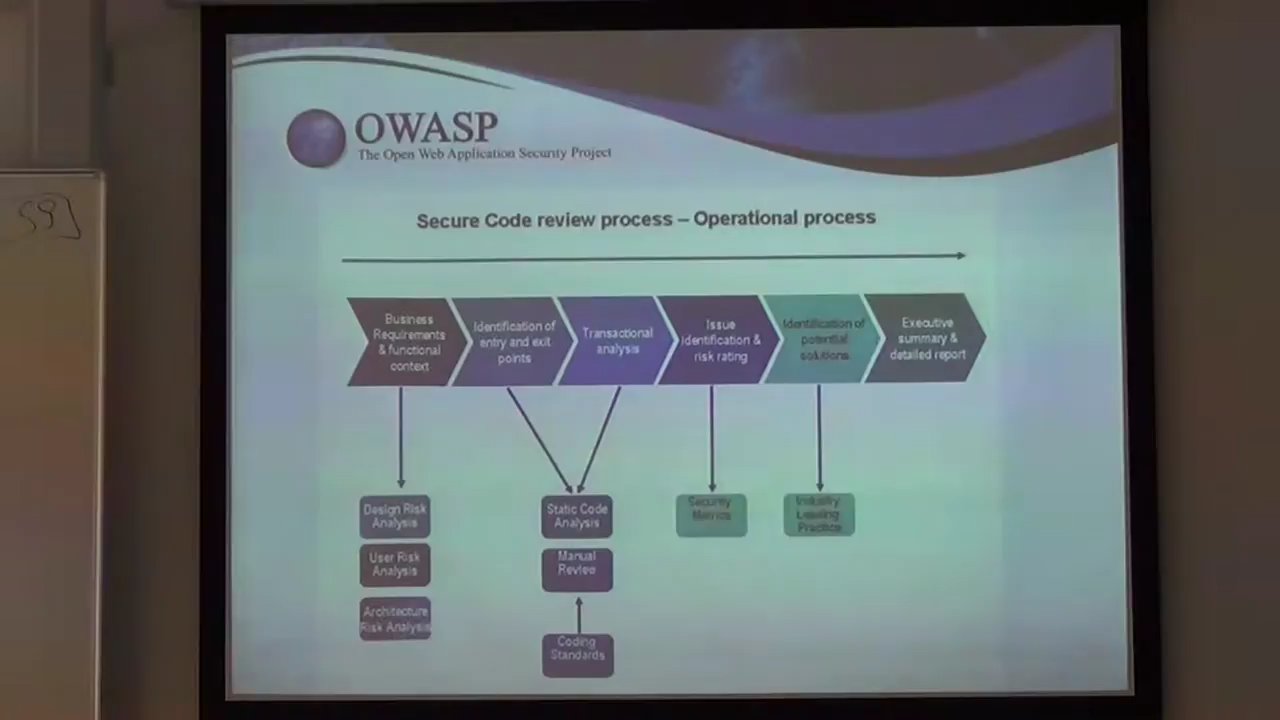 59
OWASP
The Open Web Application Security Project
Secure Code review process – Operational process
Business
Requirements
& functional
context
Identification of
entry and exit
points
Transactional
analysis
Issue
identification &
risk rating
Identification of
potential
solutions
Executive
summary &
detailed report
Design Risk
Analysis
User Risk
Analysis
Architecture
Risk Analysis
Static Code
Analysis
Manual
Review
Coding
Standards
Security
Metrics
Industry
Leading
Practice